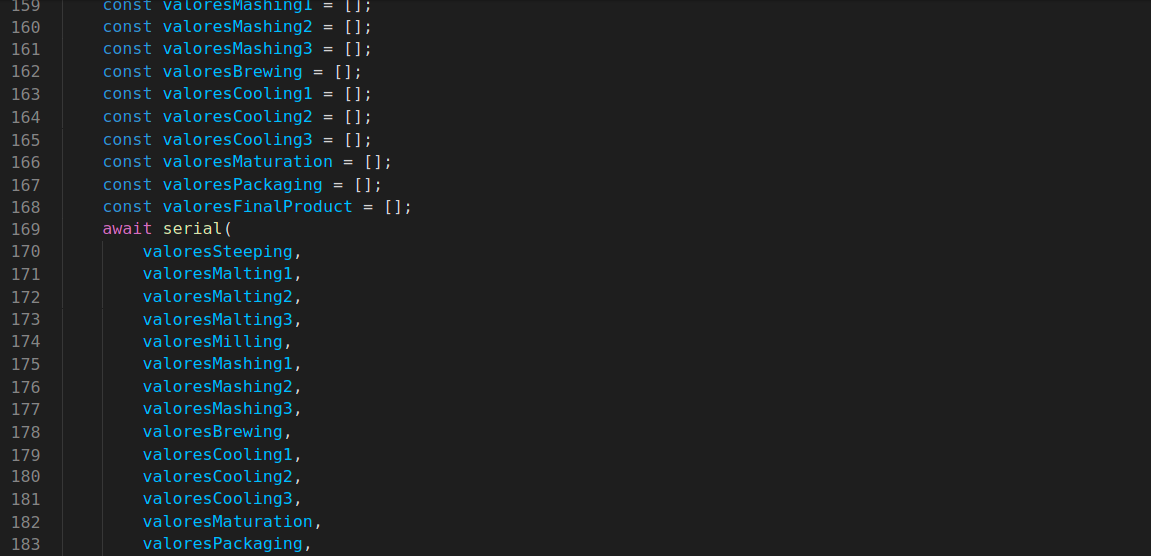 159 const valoresMashing1 = [];
160 const valoresMashing2 = [];
161 const valoresMashing3 = [];
162 const valoresBrewing = [];
163 const valoresCooling1 = [];
164 const valoresCooling2 = [];
165 const valoresCooling3 = [];
166 const valoresMaturation = [];
167 const valoresPackaging = [];
168 const valoresFinalProduct = [];
169 await serial(
170 valoresSteeping,
171 valoresMalting1,
172 valoresMalting2,
173 valoresMalting3,
174 valoresMilling,
175 valoresMashing1,
176 valoresMashing2,
177 valoresMashing3,
178 valoresBrewing,
179 valoresCooling1,
180 valoresCooling2,
181 valoresCooling3,
182 valoresMaturation,
183 valoresPackaging,